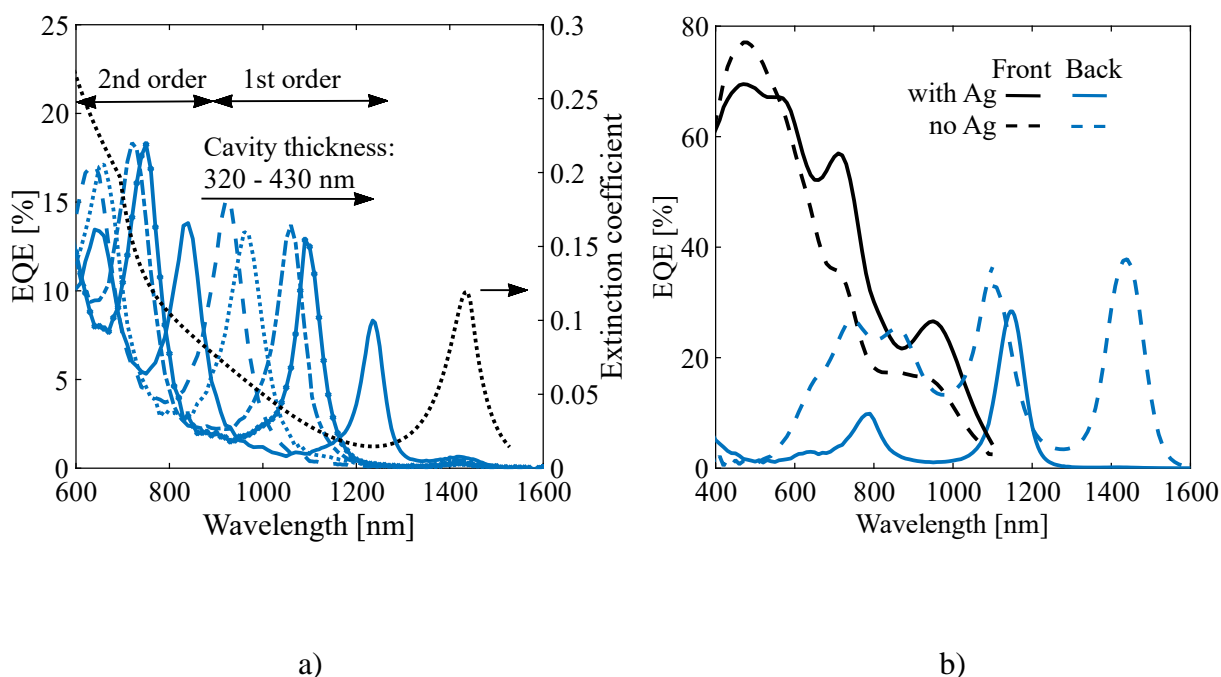 25
20
15
10
5
0
EQE [%]
600
800
1000
1200
1400
1600
Wavelength [nm]
0.3
0.25
0.2
0.15
0.1
0.05
0
Extinction coefficient
2nd order
1st order
Cavity thickness:
320 - 430 nm
a)
80
60
40
20
0
EQE [%]
400
600
800
1000
1200
1400
1600
Wavelength [nm]
Front Back
with Ag
no Ag
b)